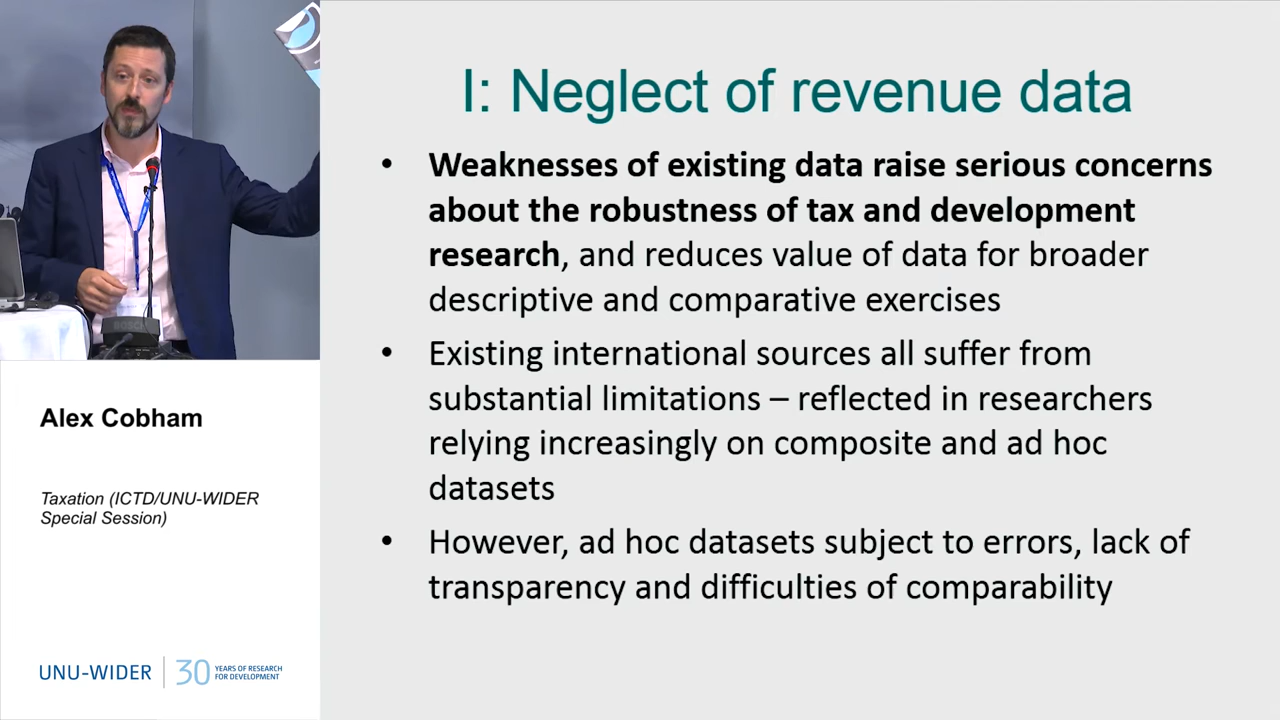 I: Neglect of revenue data
• Weaknesses of existing data raise serious concerns
about the robustness of tax and development
research, and reduces value of data for broader
descriptive and comparative exercises
• Existing international sources all suffer from
substantial limitations – reflected in researchers
relying increasingly on composite and ad hoc
datasets
• However, ad hoc datasets subject to errors, lack of
transparency and difficulties of comparability
BOSCH
Alex Cobham
Taxation (ICTD/UNU-WIDER
Special Session)
UNU-WIDER
30
YEARS OF RESEARCH
FOR DEVELOPMENT